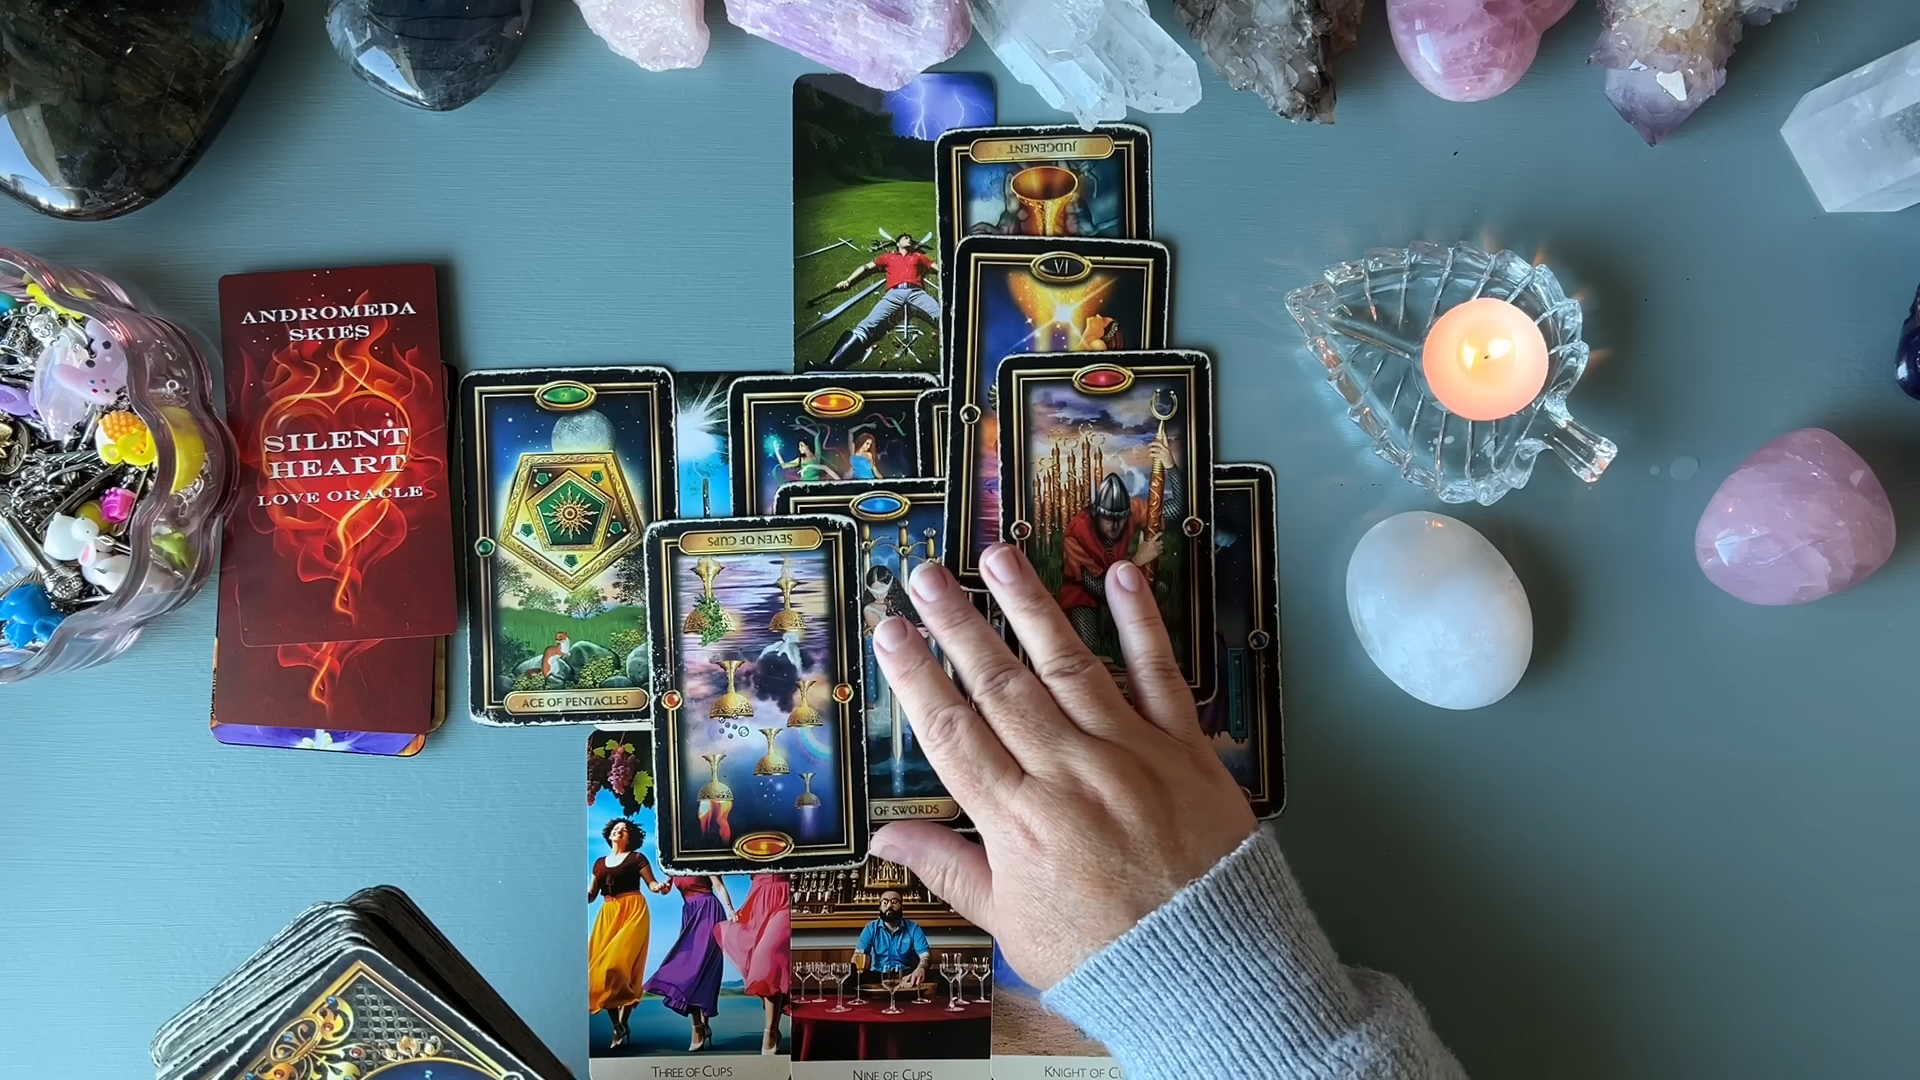 JUDGEMENT
VI
ANDROMEDA
SKIES
SILENT
HEART
LOVE ORACLE
SEVEN OF CUPS
ACE OF PENTACLES
OF SWORDS
THREE OF CUPS
NINE OF CUPS
KNIGHT OF